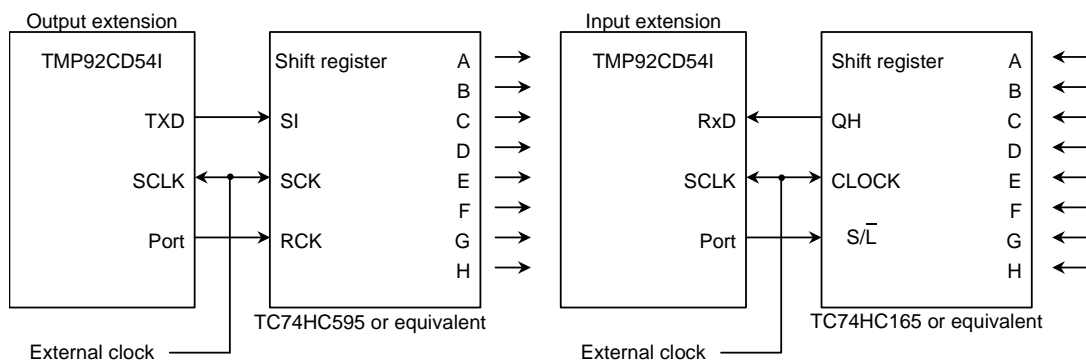 Output extension
TMP92CD54I
TXD
SCLK
Port
Shift register
SI
SCK
RCK
A
B
C
D
E
F
G
H
TC74HC595 or equivalent
External clock
Input extension
TMP92CD54I
RxD
SCLK
Port
Shift register
QH
CLOCK
S/L̅
A
B
C
D
E
F
G
H
TC74HC165 or equivalent
External clock